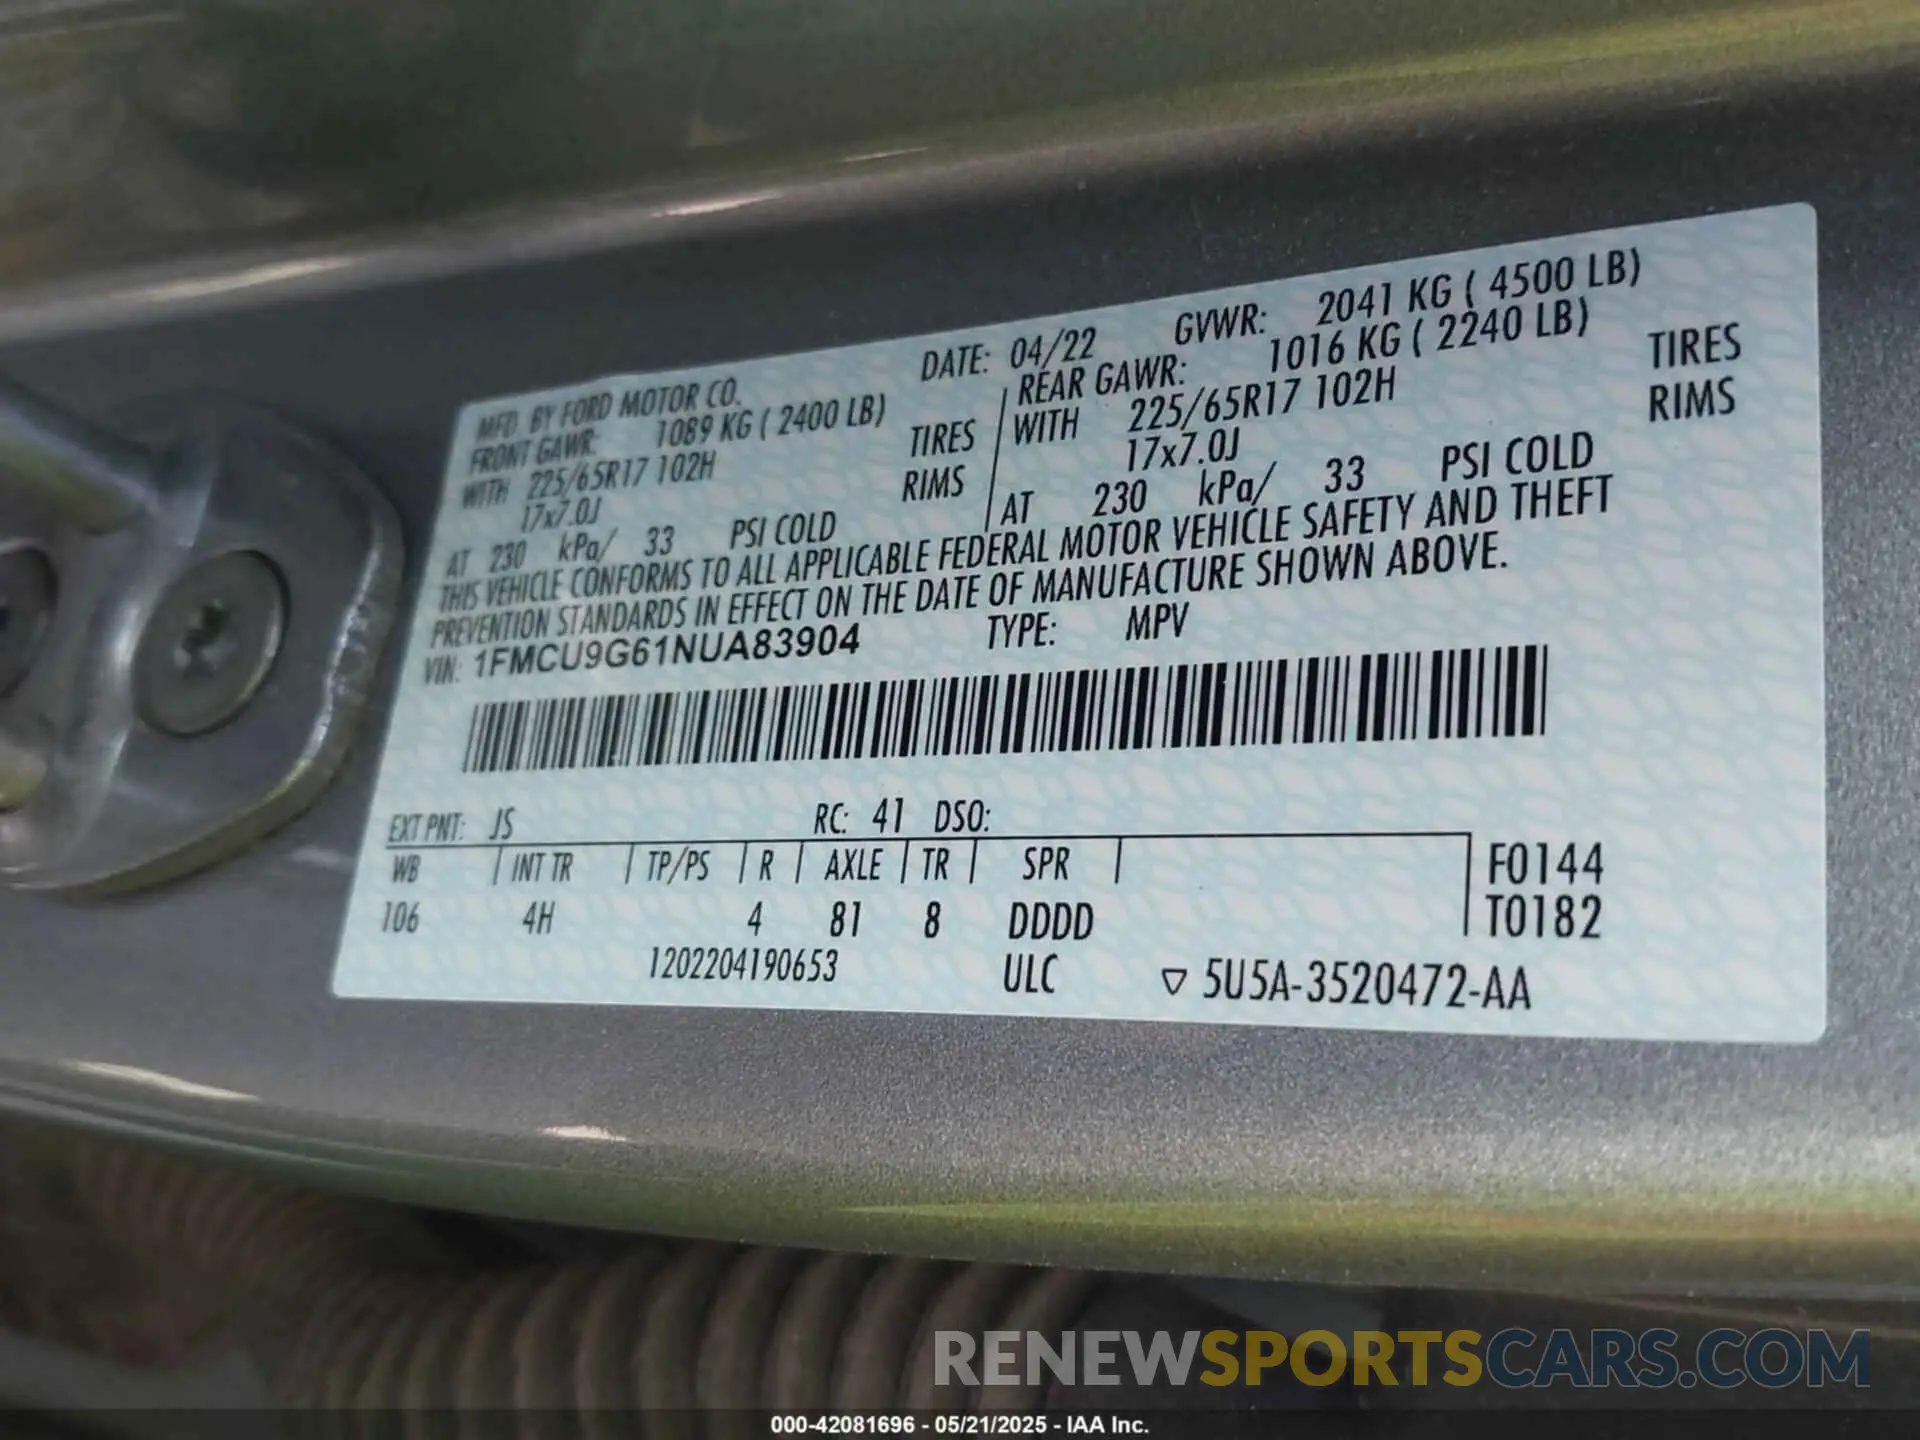 MFD. BY FORD MOTOR CO. DATE: 04/22 GVWR: 2041 KG ( 4500 LB)
FRONT GAWR: 1089 KG ( 2400 LB) REAR GAWR: 1016 KG ( 2240 LB)
WITH 225/65R17 102H TIRES WITH 225/65R17 102H TIRES
17x7.0J RIMS 17x7.0J RIMS
AT 230 kPa/ 33 PSI COLD AT 230 kPa/ 33 PSI COLD
THIS VEHICLE CONFORMS TO ALL APPLICABLE FEDERAL MOTOR VEHICLE SAFETY AND THEFT
PREVENTION STANDARDS IN EFFECT ON THE DATE OF MANUFACTURE SHOWN ABOVE.
VIN: 1FMCU9G61NUA83904 TYPE: MPV
EXT PNT: JS RC: 41 DSO:
WB INT TR TP/PS R AXLE TR SPR F0144
106 4H 4 81 8 DDDD T0182
1202204190653 ULC ▽ 5U5A-3520472-AA
RENEWSPORTSCARS.COM
000-42081696 - 05/21/2025 - IAA Inc.